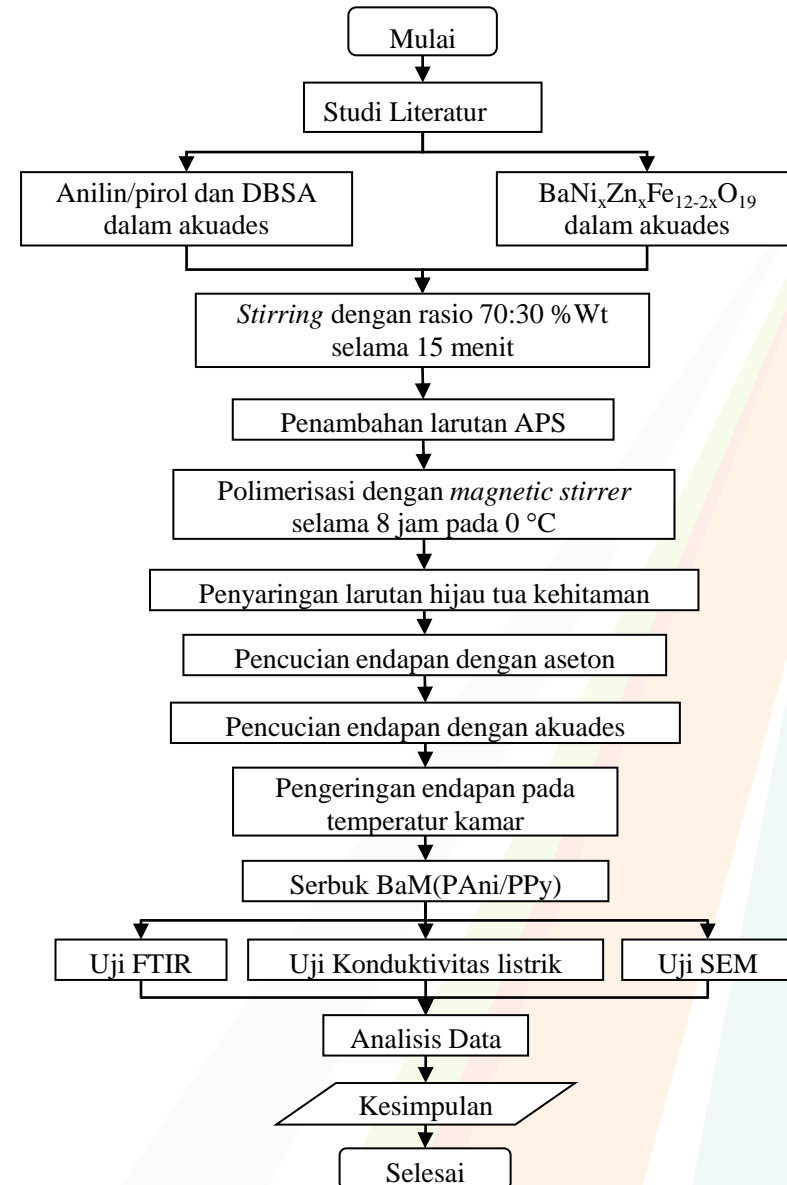 Mulai
Studi Literatur
Anilin/pirol dan DBSA
dalam akuades
BaNiₓZnₓFe₁₂₋₂ₓO₁₉
dalam akuades
Stirring dengan rasio 70:30 %Wt
selama 15 menit
Penambahan larutan APS
Polimerisasi dengan magnetic stirrer
selama 8 jam pada 0 °C
Penyaringan larutan hijau tua kehitaman
Pencucian endapan dengan aseton
Pencucian endapan dengan akuades
Pengeringan endapan pada
temperatur kamar
Serbuk BaM(PAni/PPy)
Uji FTIR
Uji Konduktivitas listrik
Uji SEM
Analisis Data
Kesimpulan
Selesai